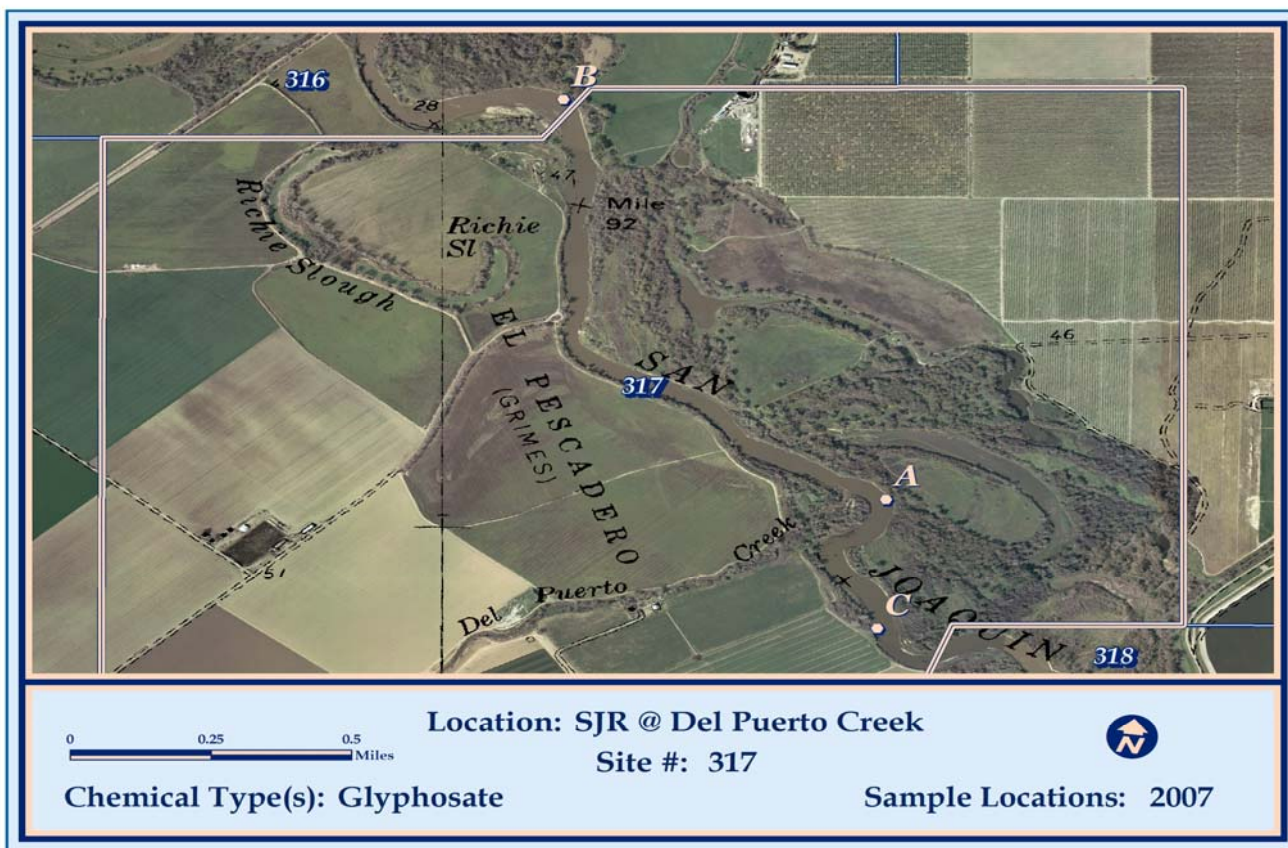 316
B
28
47
Mile
92
Richie Slough
Richie
Sl
46
EL PESCADERO
(GRIMES)
SAN JOAQUIN
317
A
51
Del Puerto Creek
C
318
0 0.25 0.5
Miles
Location: SJR @ Del Puerto Creek
Site #: 317
N
Chemical Type(s): Glyphosate
Sample Locations: 2007